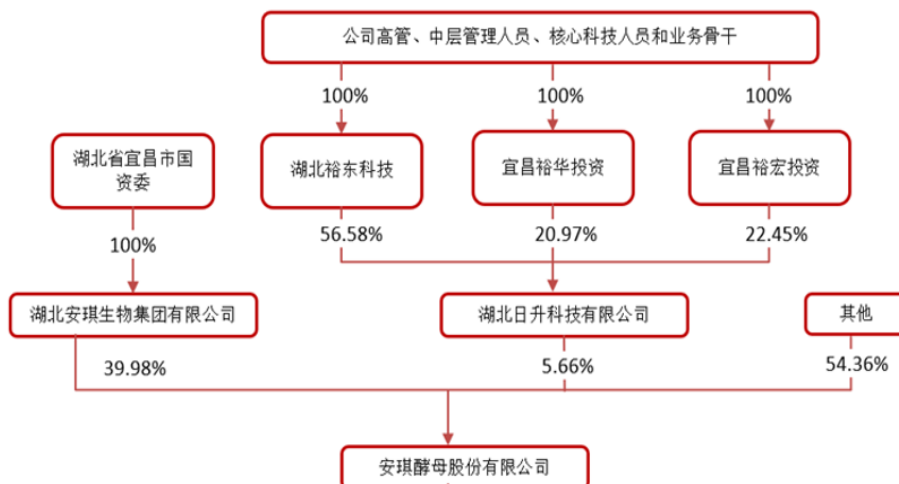 公司高管、中层管理人员、核心科技人员和业务骨干
100%
100%
100%
湖北省宜昌市国
资委
湖北裕东科技
宜昌裕华投资
宜昌裕宏投资
56.58%
20.97%
22.45%
100%
湖北安琪生物集团有限公司
湖北日升科技有限公司
其他
39.98%
5.66%
54.36%
安琪酵母股份有限公司